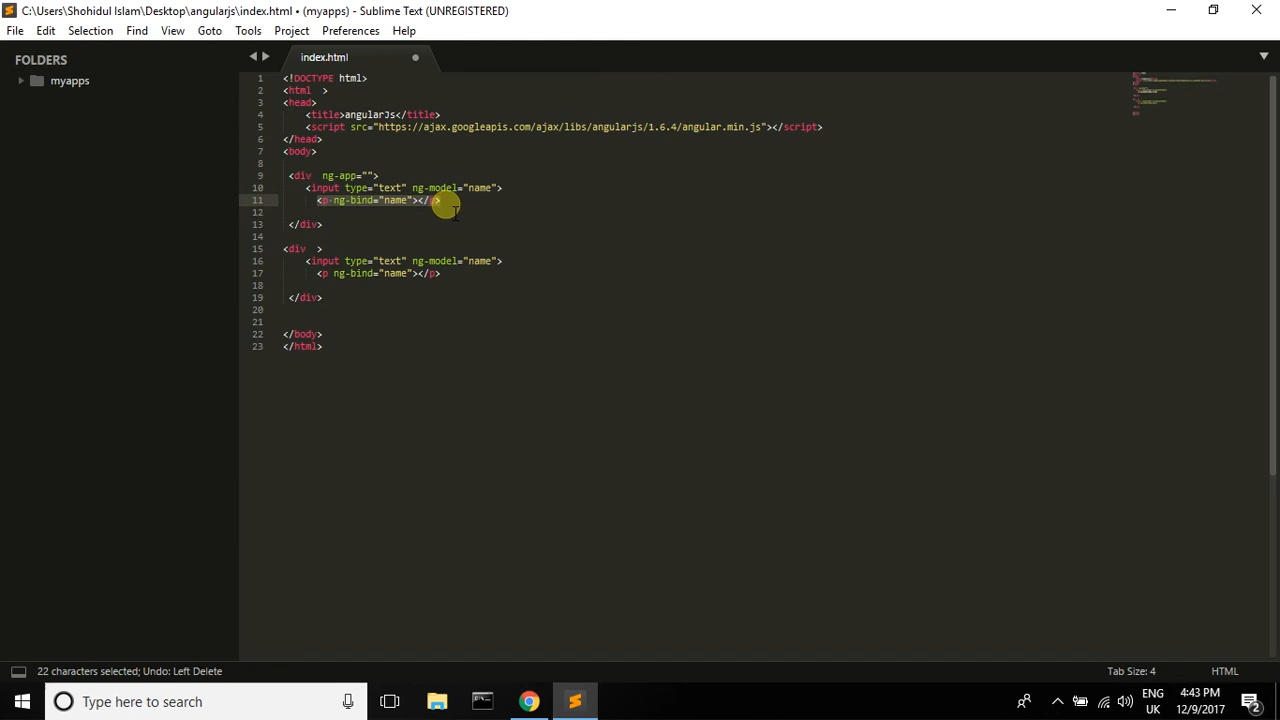 C:\Users\Shohidul Islam\Desktop\angularjs\index.html • (myapps) - Sublime Text (UNREGISTERED)
File Edit Selection Find View Goto Tools Project Preferences Help
FOLDERS
myapps
index.html
1 <!DOCTYPE html>
2 <html  >
3 <head>
4 <title>angularJs</title>
5 <script src="https://ajax.googleapis.com/ajax/libs/angularjs/1.6.4/angular.min.js"></script>
6 </head>
7 <body>
8
9 <div  ng-app="">
10 <input type="text" ng-model="name">
11 <p ng-bind="name"></p>
12
13 </div>
14
15 <div  >
16 <input type="text" ng-model="name">
17 <p ng-bind="name"></p>
18
19 </div>
20
21
22 </body>
23 </html>
22 characters selected; Undo: Left Delete
Tab Size: 4
HTML
Type here to search
ENG
UK
4:43 PM
12/9/2017
2